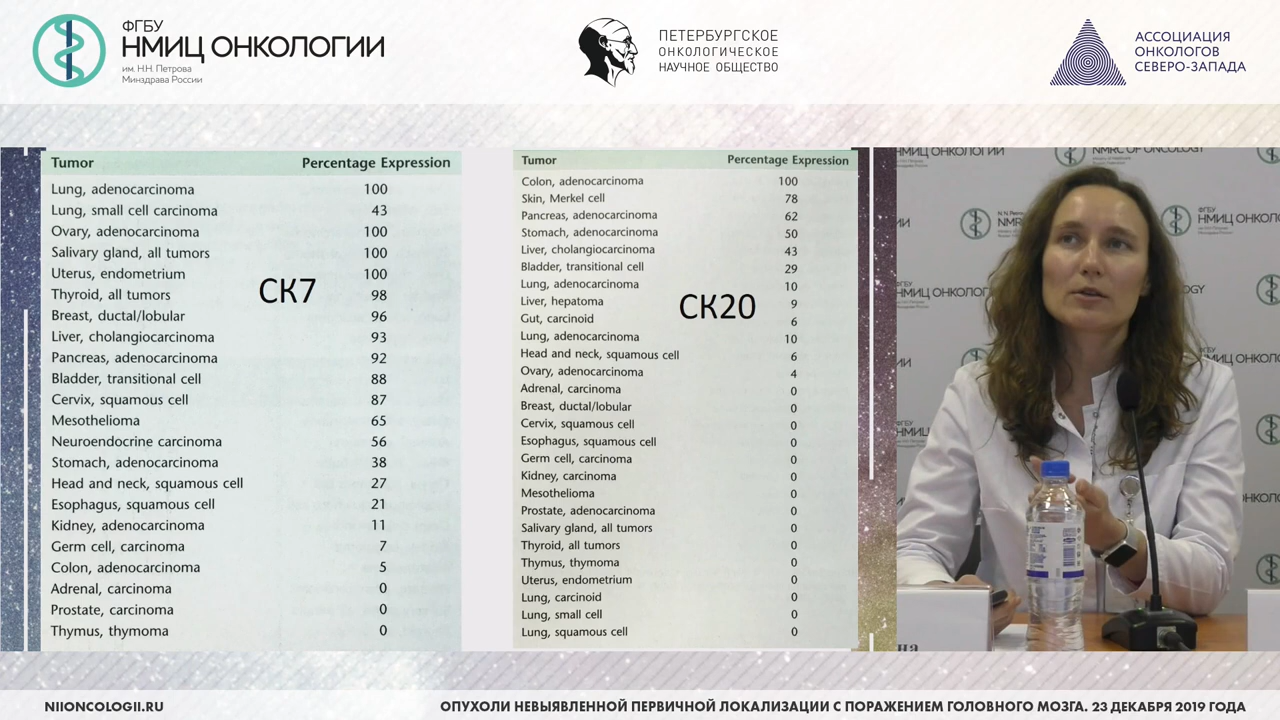 ФГБУ
НМИЦ ОНКОЛОГИИ
им. Н.Н. Петрова
Минздрава России
ПЕТЕРБУРГСКОЕ
ОНКОЛОГИЧЕСКОЕ
НАУЧНОЕ ОБЩЕСТВО
АССОЦИАЦИЯ
ОНКОЛОГОВ
СЕВЕРО-ЗАПАДА
Tumor Percentage Expression
Lung, adenocarcinoma 100
Lung, small cell carcinoma 43
Ovary, adenocarcinoma 100
Salivary gland, all tumors 100
Uterus, endometrium 100
Thyroid, all tumors 98
Breast, ductal/lobular 96
Liver, cholangiocarcinoma 93
Pancreas, adenocarcinoma 92
Bladder, transitional cell 88
Cervix, squamous cell 87
Mesothelioma 65
Neuroendocrine carcinoma 56
Stomach, adenocarcinoma 38
Head and neck, squamous cell 27
Esophagus, squamous cell 21
Kidney, adenocarcinoma 11
Germ cell, carcinoma 7
Colon, adenocarcinoma 5
Adrenal, carcinoma 0
Prostate, carcinoma 0
Thymus, thymoma 0
СК7
Tumor Percentage Expression
Colon, adenocarcinoma 100
Skin, Merkel cell 78
Pancreas, adenocarcinoma 62
Stomach, adenocarcinoma 50
Liver, cholangiocarcinoma 43
Bladder, transitional cell 29
Lung, adenocarcinoma 10
Liver, hepatoma 9
Gut, carcinoid 6
Lung, adenocarcinoma 10
Head and neck, squamous cell 6
Ovary, adenocarcinoma 4
Adrenal, carcinoma 0
Breast, ductal/lobular 0
Cervix, squamous cell 0
Esophagus, squamous cell 0
Germ cell, carcinoma 0
Kidney, carcinoma 0
Mesothelioma 0
Prostate, adenocarcinoma 0
Salivary gland, all tumors 0
Thyroid, all tumors 0
Thymus, thymoma 0
Uterus, endometrium 0
Lung, carcinoid 0
Lung, small cell 0
Lung, squamous cell 0
СК20
NMRC OF ONCOLOGY
ФГБУ
НМИЦ ОНКО
NIIONCOLOGII.RU
ОПУХОЛИ НЕВЫЯВЛЕННОЙ ПЕРВИЧНОЙ ЛОКАЛИЗАЦИИ С ПОРАЖЕНИЕМ ГОЛОВНОГО МОЗГА. 23 ДЕКАБРЯ 2019 ГОДА